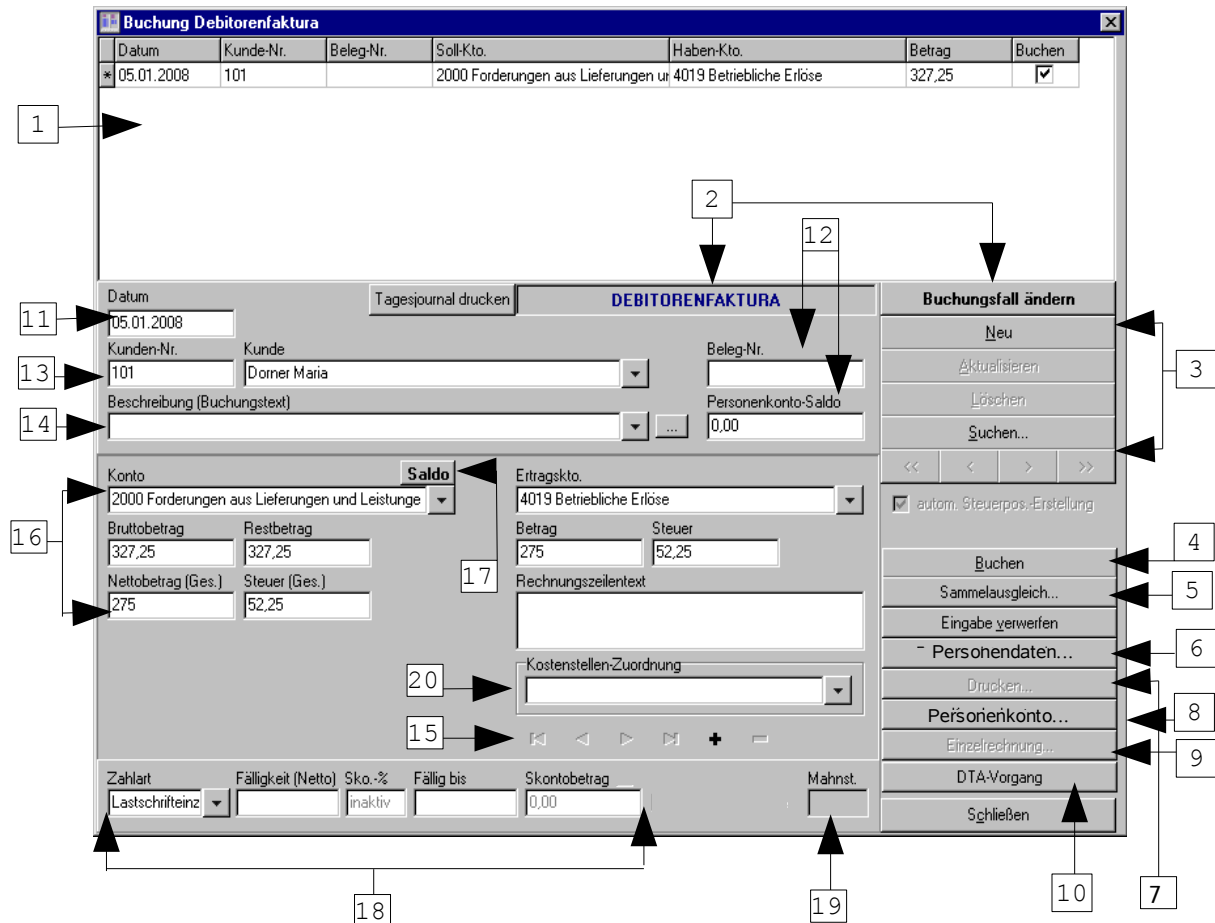 Buchung Debitorenfaktura
Datum Kunde-Nr. Beleg-Nr. Soll-Kto. Haben-Kto. Betrag Buchen
* 05.01.2008 101 2000 Forderungen aus Lieferungen ur 4019 Betriebliche Erlöse 327,25
1
2
12
Datum
Tagesjournal drucken DEBITORENFAKTURA Buchungsfall ändern
11 05.01.2008
Neu
Kunden-Nr. Kunde Beleg-Nr.
13 101 Dorner Maria
Aktualisieren
3
Beschreibung (Buchungstext) Personenkonto-Saldo
Löschen
14 ... 0,00
Suchen...
<< < > >>
Konto Saldo Ertragskto.
2000 Forderungen aus Lieferungen und Leistunge 4019 Betriebliche Erlöse
autom. Steuerpos.-Erstellung
16
Bruttobetrag Restbetrag Betrag Steuer
327,25 327,25 275 52,25
4
Buchen
17
Nettobetrag (Ges.) Steuer (Ges.) Rechnungszeilentext
275 52,25
Sammelausgleich...
5
Eingabe verwerfen
Personendaten...
6
Kostenstellen-Zuordnung
20
Drucken...
Personenkonto...
8
15
Einzelrechnung...
9
Zahlart Fälligkeit (Netto) Sko.-% Fällig bis Skontobetrag Mahnst.
Lastschrifteinz inaktiv 0,00
DTA-Vorgang
Schließen
18
19
10
7